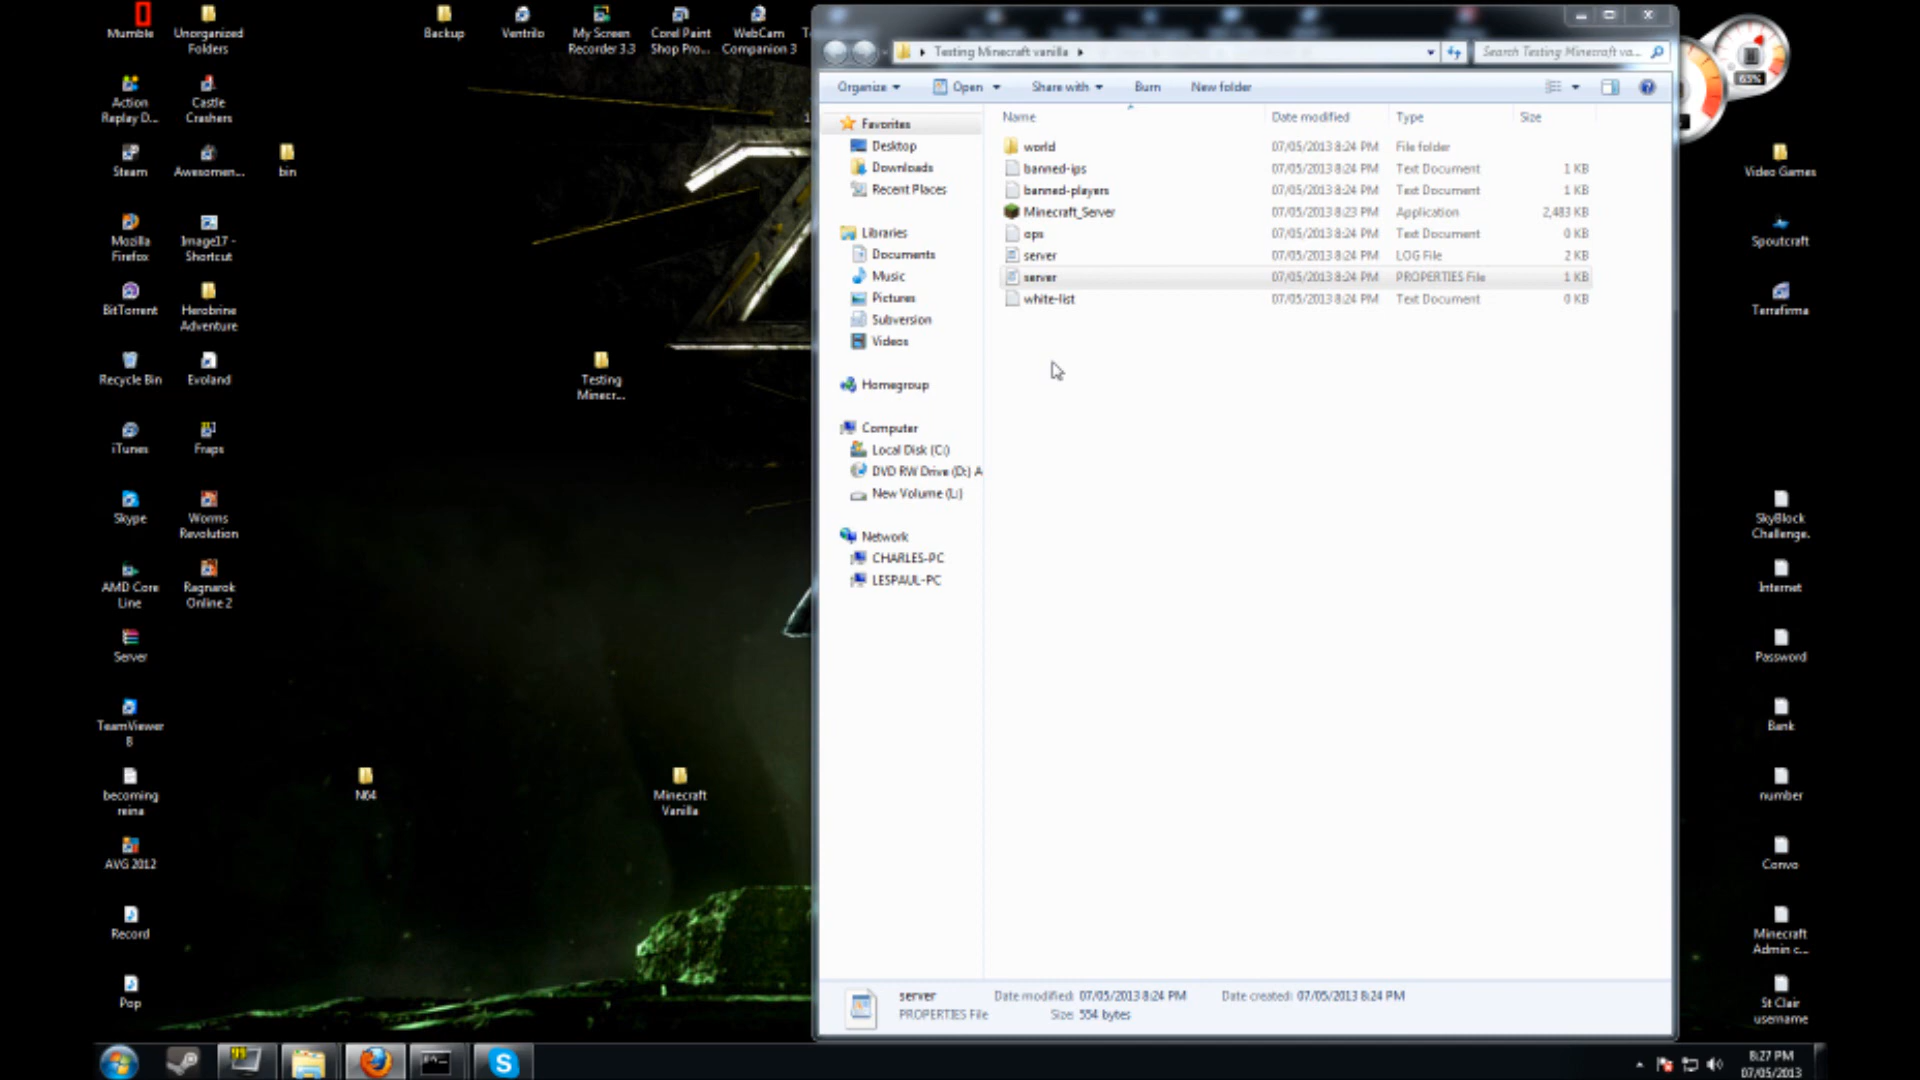 Mumble
Unorganized
Folders
Backup
Ventrilo
My Screen
Recorder 3.3
Corel Paint
Shop Pro...
WebCam
Companion 3
Action
Replay D...
Castle
Crashers
Steam
Awesomen...
bin
Mozilla
Firefox
Image17 -
Shortcut
BitTorrent
Herobrine
Adventure
Recycle Bin
Evoland
Testing
Minecr...
iTunes
Fraps
Skype
Worms
Revolution
AMD Core
Line
Ragnarok
Online 2
Server
TeamViewer
8
becoming
reina
N64
Minecraft
Vanilla
AVG 2012
Record
Pop
Testing Minecraft vanilla
Search Testing Minecraft va...
Organize
Open
Share with
Burn
New folder
Name
Date modified
Type
Size
Favorites
Desktop
Downloads
Recent Places
Libraries
Documents
Music
Pictures
Subversion
Videos
Homegroup
Computer
Local Disk (C:)
DVD RW Drive (D:) A
New Volume (L:)
Network
CHARLES-PC
LESPAUL-PC
world 07/05/2013 8:24 PM File folder
banned-ips 07/05/2013 8:24 PM Text Document 1 KB
banned-players 07/05/2013 8:24 PM Text Document 1 KB
Minecraft_Server 07/05/2013 8:23 PM Application 2,483 KB
ops 07/05/2013 8:24 PM Text Document 0 KB
server 07/05/2013 8:24 PM LOG File 2 KB
server 07/05/2013 8:24 PM PROPERTIES File 1 KB
white-list 07/05/2013 8:24 PM Text Document 0 KB
server Date modified: 07/05/2013 8:24 PM Date created: 07/05/2013 8:24 PM
PROPERTIES File Size: 554 bytes
63%
Video Games
Spoutcraft
Terrafirma
SkyBlock
Challenge.
Internet
Password
Bank
number
Convo
Minecraft
Admin c...
St Clair
username
8:27 PM
07/05/2013